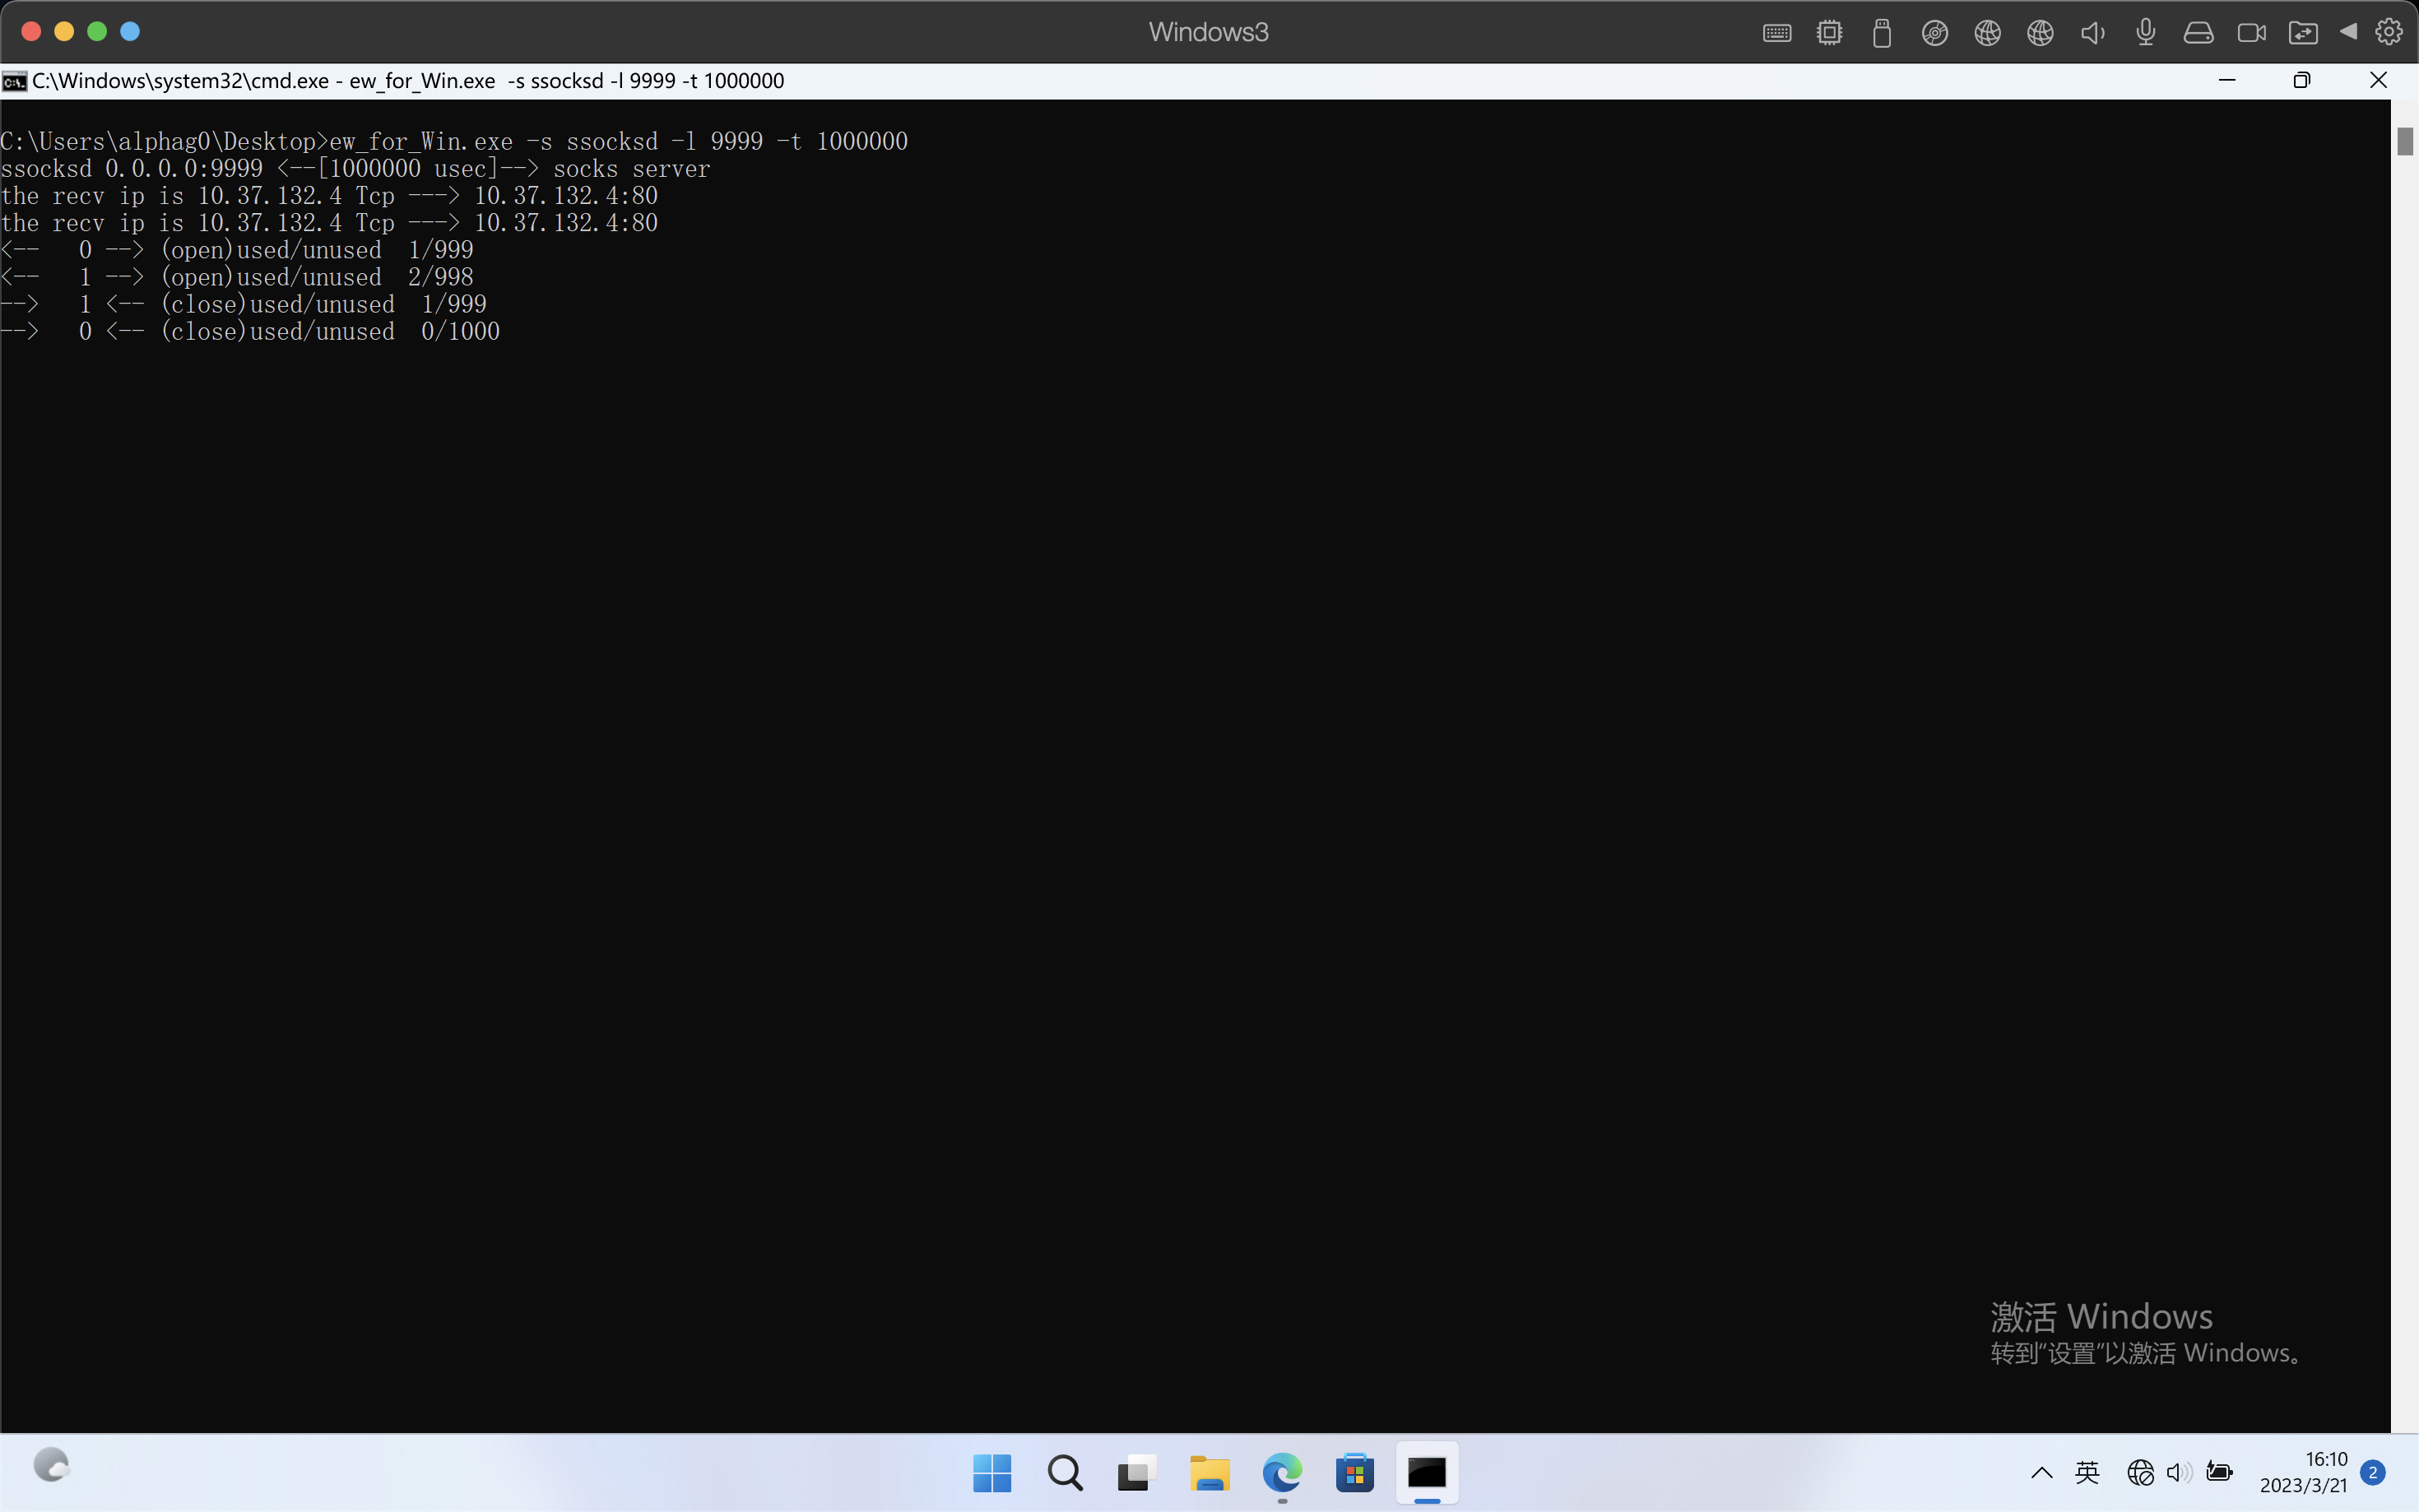 Windows3
C:\Windows\system32\cmd.exe - ew_for_Win.exe  -s ssocksd -l 9999 -t 1000000
C:\Users\alphag0\Desktop>ew_for_Win.exe -s ssocksd -l 9999 -t 1000000
ssocksd 0.0.0.0:9999 <--[1000000 usec]--> socks server
the recv ip is 10.37.132.4 Tcp ---> 10.37.132.4:80
the recv ip is 10.37.132.4 Tcp ---> 10.37.132.4:80
<--   0 --> (open)used/unused  1/999
<--   1 --> (open)used/unused  2/998
-->   1 <-- (close)used/unused  1/999
-->   0 <-- (close)used/unused  0/1000
激活 Windows
转到“设置”以激活 Windows。
英
16:10
2023/3/21
2